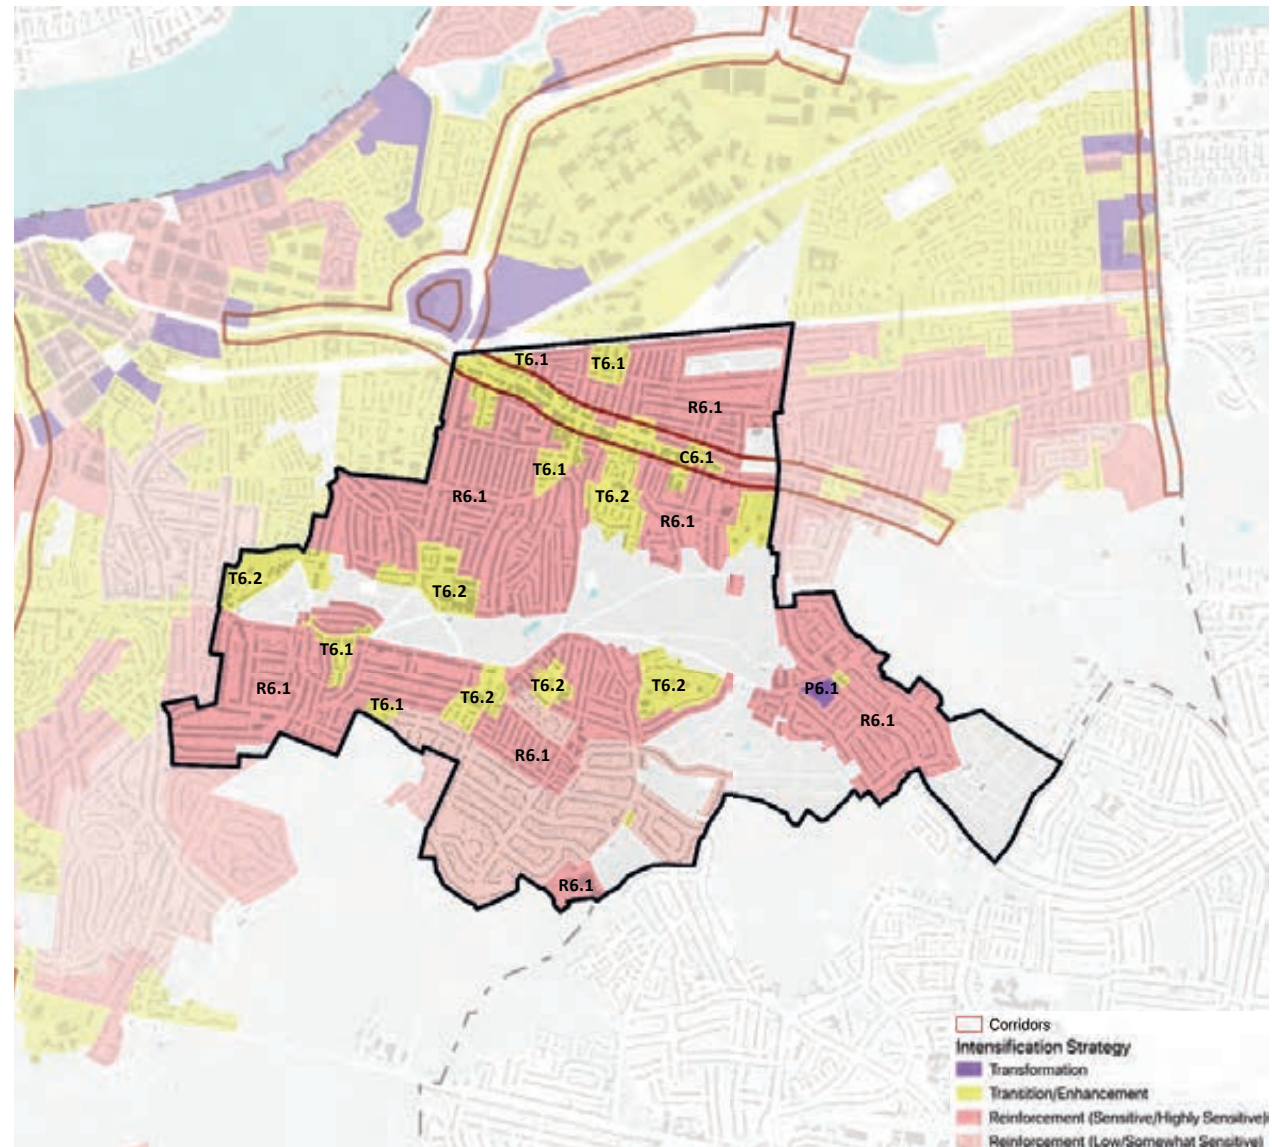 T6.1
T6.1
R6.1
C6.1
T6.1
R6.1
T6.2
R6.1
T6.2
T6.2
T6.1
R6.1
T6.1
T6.2
T6.2
T6.2
P6.1
R6.1
R6.1
R6.1
Corridors
Intensification Strategy
Transformation
Transition/Enhancement
Reinforcement (Sensitive/Highly Sensitive)
Reinforcement (Low/Somewhat Sensitive)